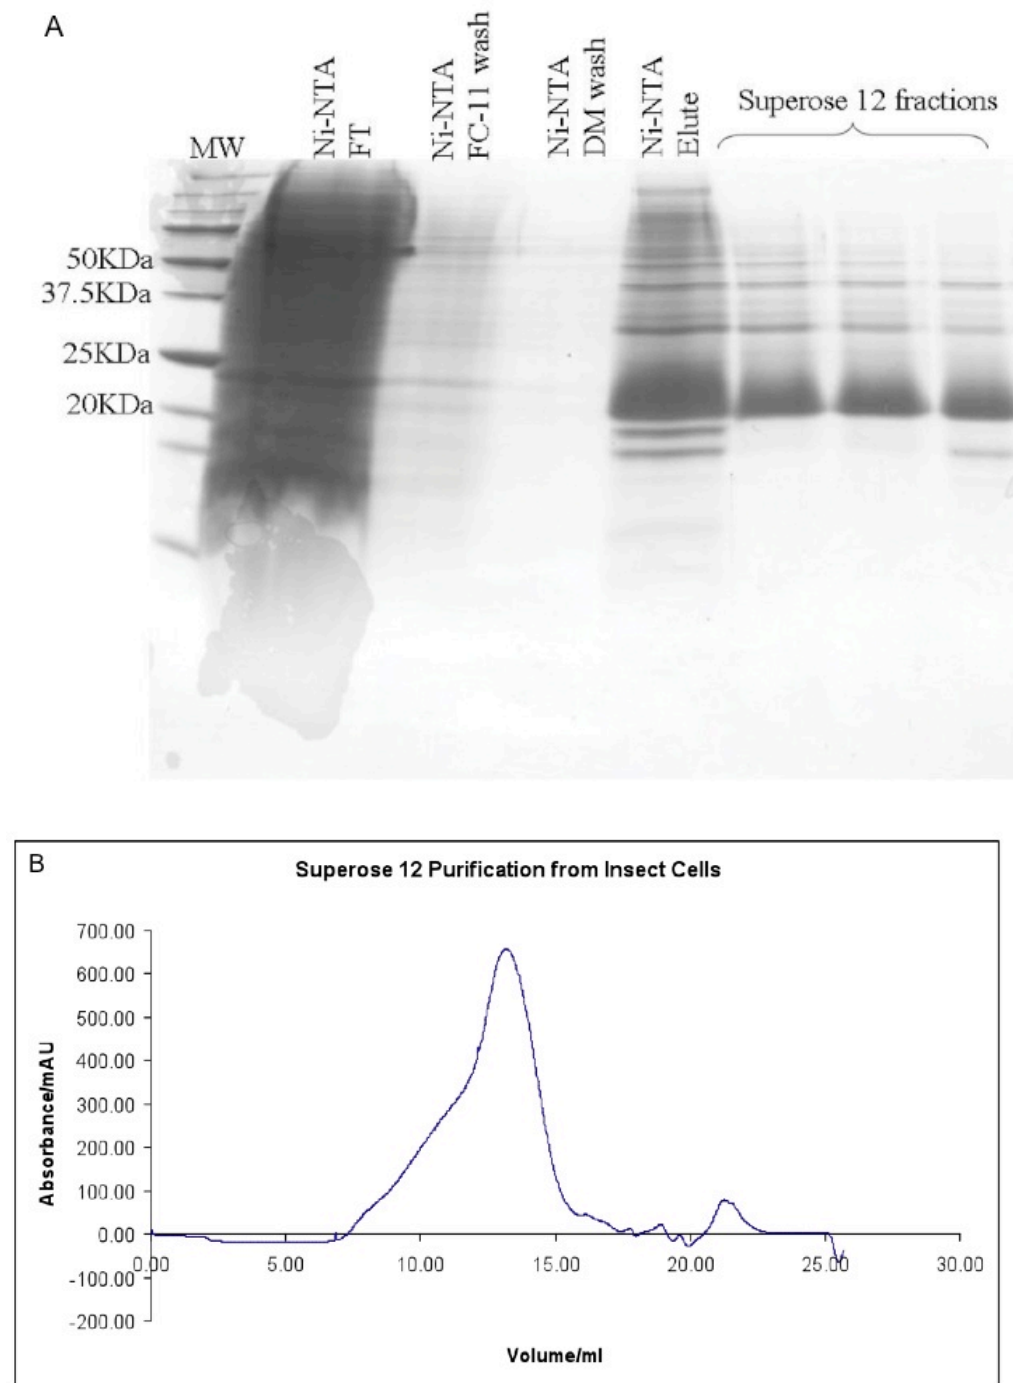 A
MW
Ni-NTA
FT
Ni-NTA
FC-11 wash
Ni-NTA
DM wash
Ni-NTA
Elute
Superose 12 fractions
50KDa
37.5KDa
25KDa
20KDa
B
Superose 12 Purification from Insect Cells
700.00
600.00
500.00
400.00
300.00
200.00
100.00
0.00
-100.00
-200.00
Absorbance/mAU
0.00 5.00 10.00 15.00 20.00 25.00 30.00
Volume/ml